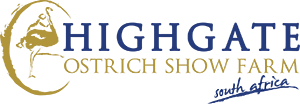 HIGHGATE
OSTRICH SHOW FARM
south africa